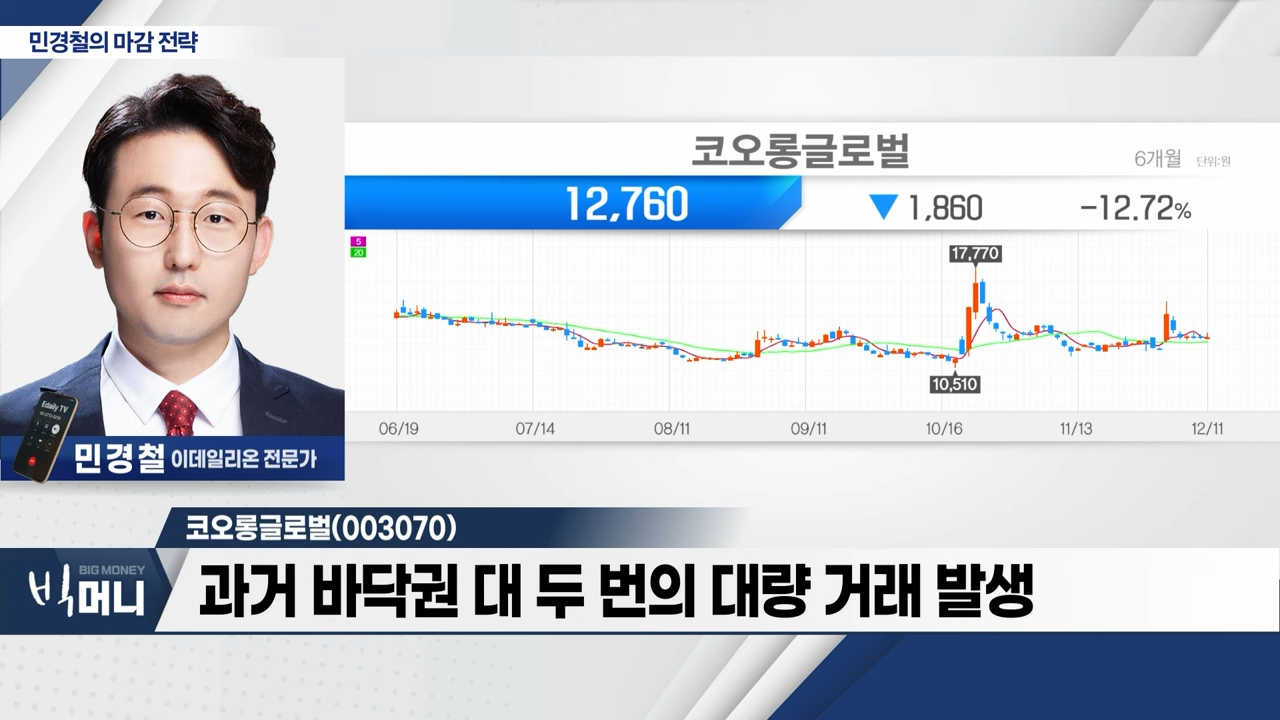 민경철의 마감 전략
코오롱글로벌
6개월 단위:원
12,760 ▼ 1,860 -12.72%
5
20
17,770
10,510
06/19 07/14 08/11 09/11 10/16 11/13 12/11
Edaily TV
민경철 이데일리온 전문가
코오롱글로벌(003070)
BIG MONEY
빅머니
과거 바닥권 대 두 번의 대량 거래 발생